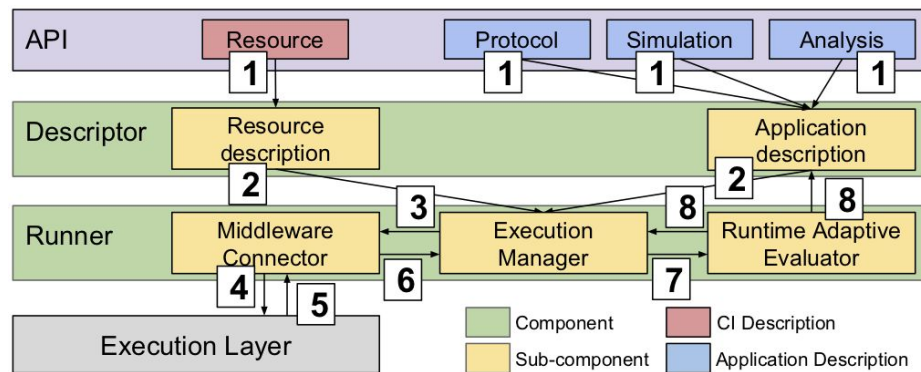 API
Resource
Protocol
Simulation
Analysis
1
1
1
1
Descriptor
Resource
description
Application
description
2
2
3
8
8
Runner
Middleware
Connector
Execution
Manager
Runtime Adaptive
Evaluator
4
5
6
7
Execution Layer
Component
CI Description
Sub-component
Application Description